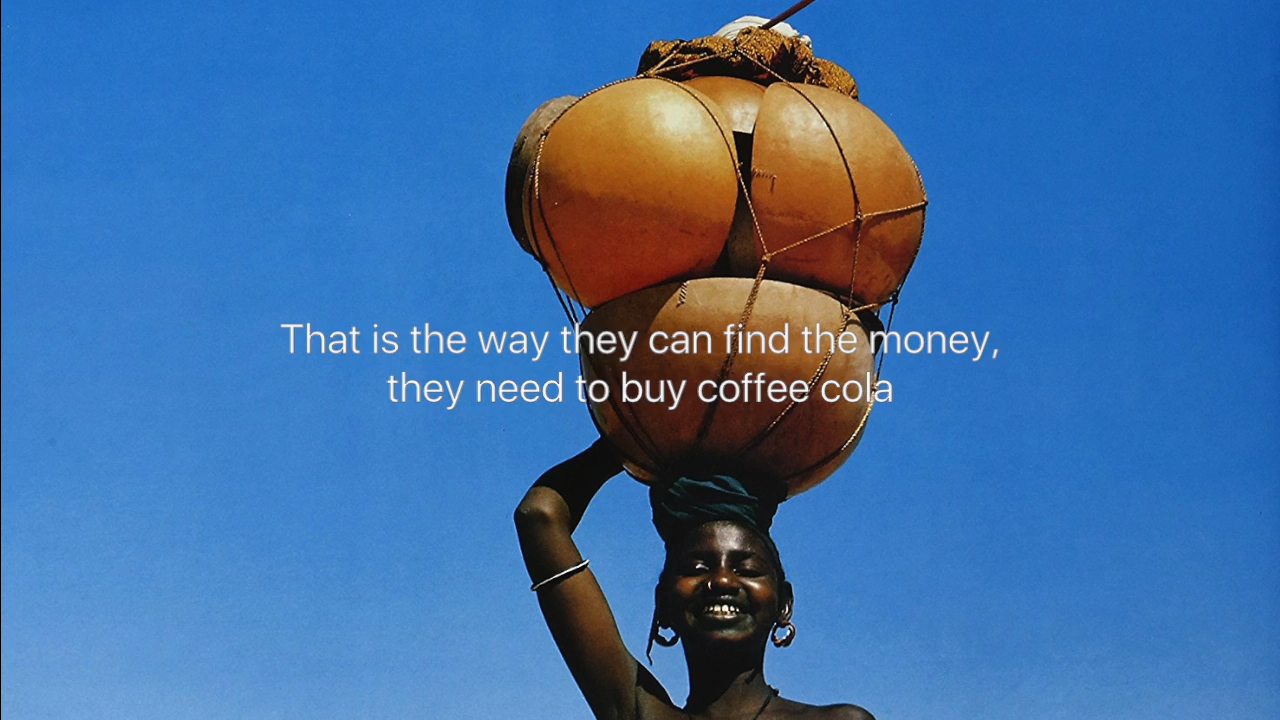 That is the way they can find the money,
they need to buy coffee cola